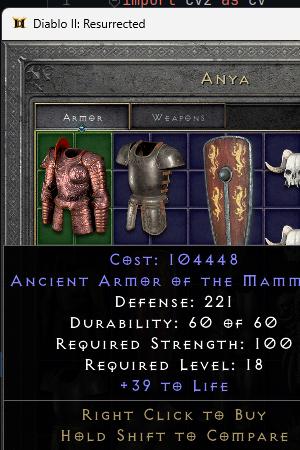 import cv2 as cv
Diablo II: Resurrected
Anya
Armor
Weapons
Cost: 104448
Ancient Armor of the Mamm
Defense: 221
Durability: 60 of 60
Required Strength: 100
Required Level: 18
+39 to Life
Right Click to Buy
Hold Shift to Compare